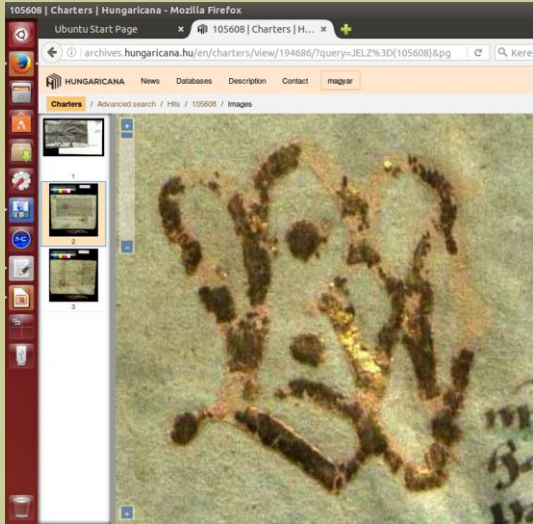 105608 | Charters | Hungaricana - Mozilla Firefox
Ubuntu Start Page × 105608 | Charters | H... ×
archives.hungaricana.hu/en/charters/view/194686/?query=JELZ%3D(105608)&pg Kere
HUNGARICANA News Databases Description Contact magyar
Charters / Advanced search / Hits / 105608 / Images
1
2
3